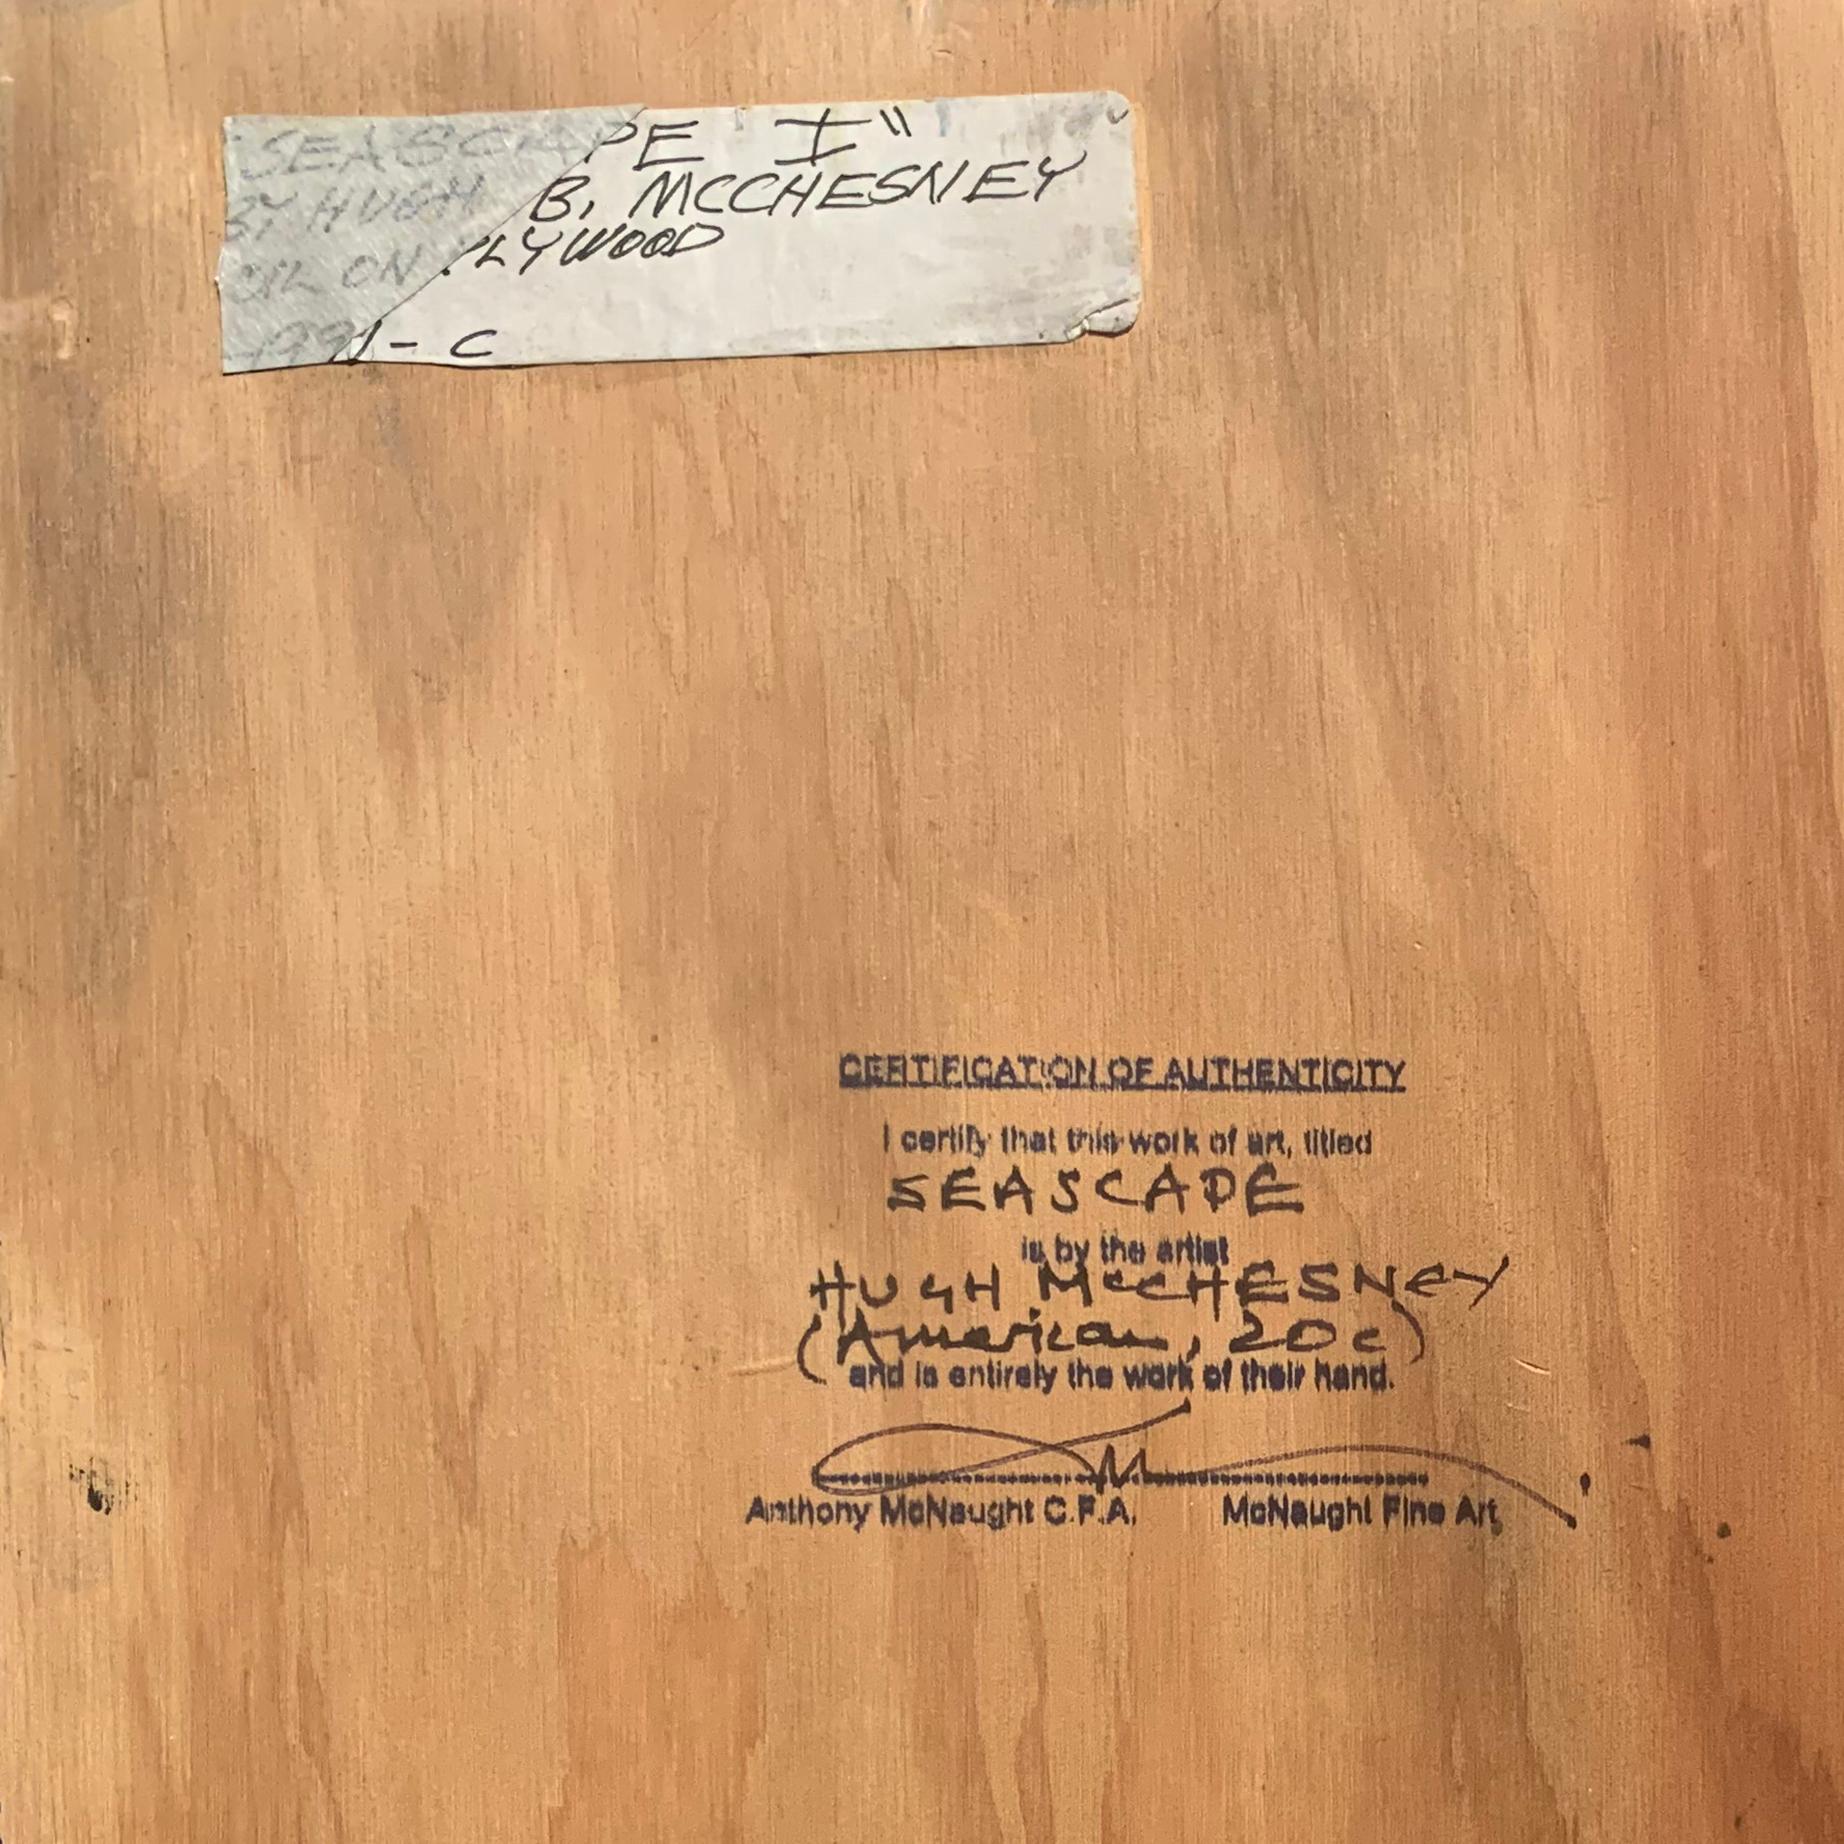 SEASCAPE I"
BY HUGH B. MCCHESNEY
OIL ON PLYWOOD
- C
CERTIFICATION OF AUTHENTICITY
I certify that this work of art, titled
SEASCAPE
is by the artist
HUGH McCHESNEY
(American, 20c)
and is entirely the work of their hand.
Anthony McNaught C.F.A. McNaught Fine Art